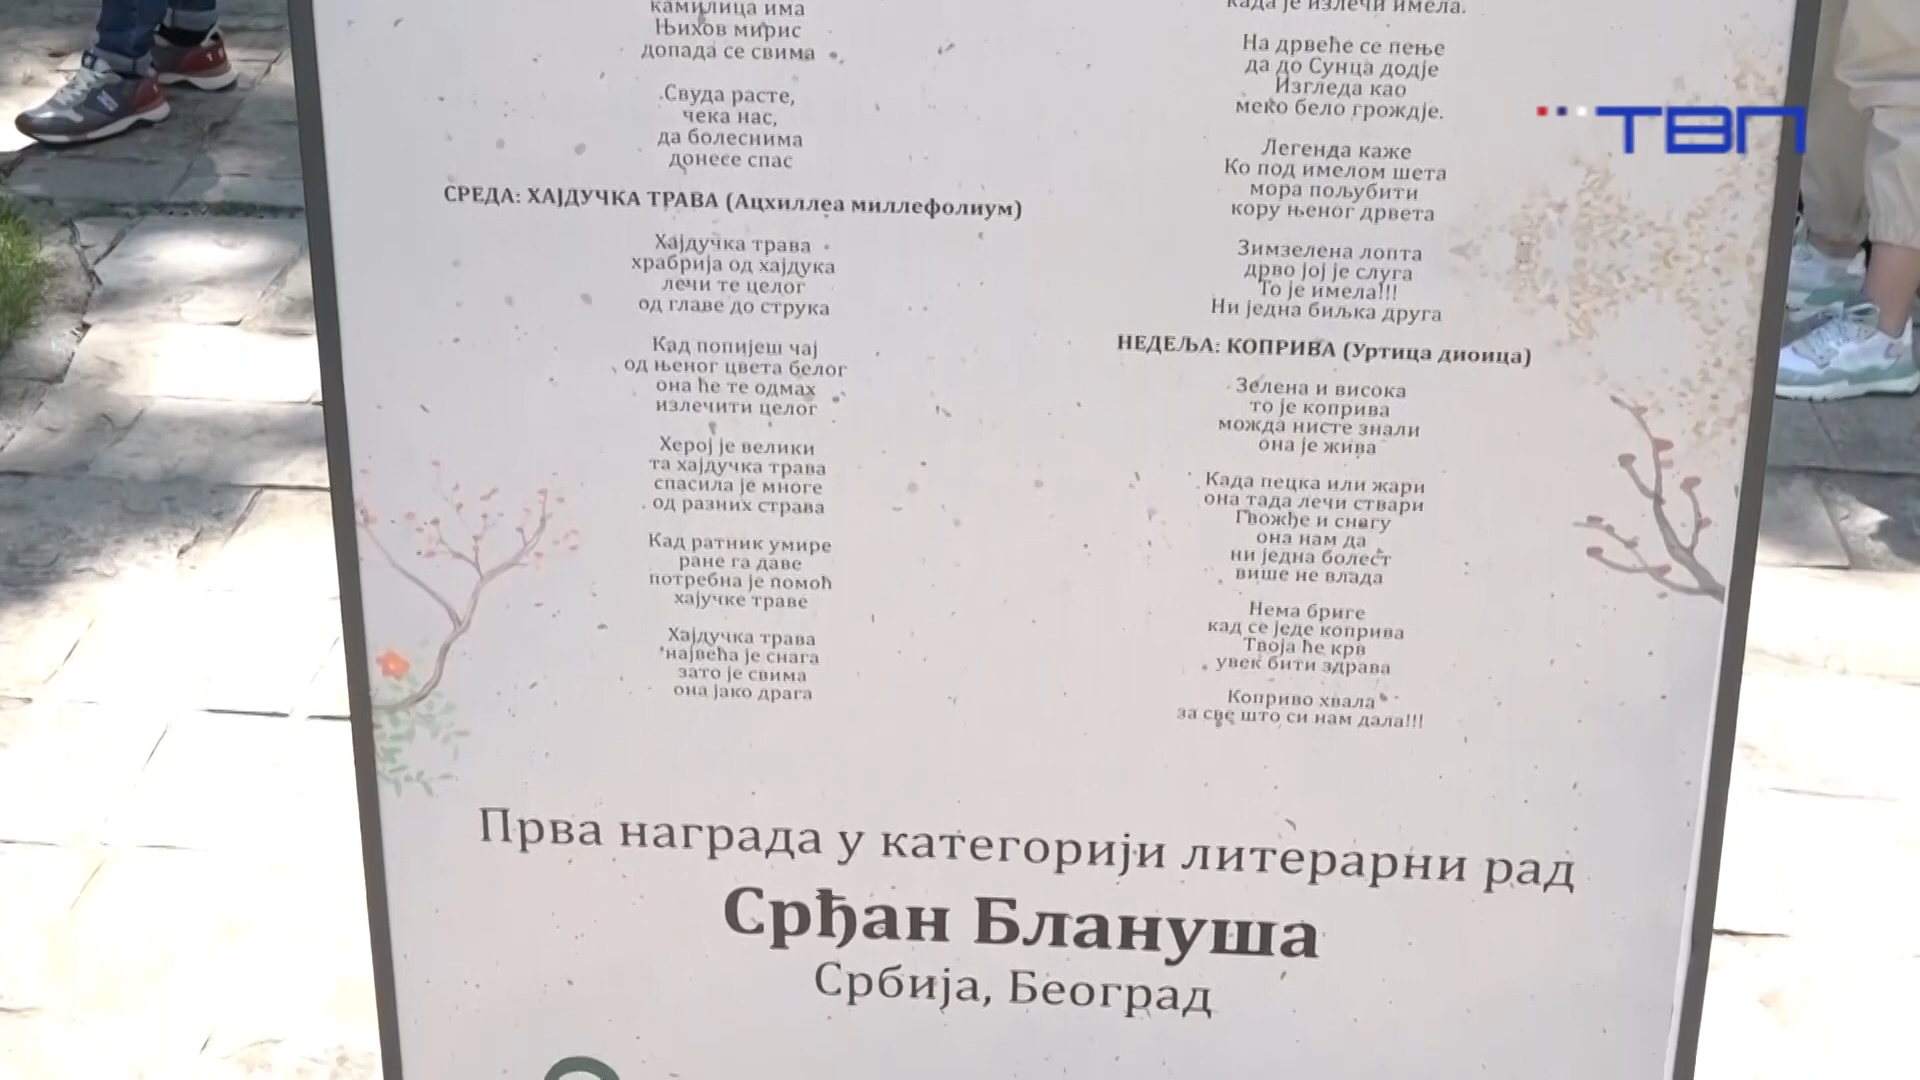 камилица има
Њихов мирис
допада се свима
Свуда расте,
чека нас,
да болеснима
донесе спас
СРЕДА: ХАЈДУЧКА ТРАВА (Ацхиллеа миллефолиум)
Хајдучка трава
храбрија од хајдука
лечи те целог
од главе до струка
Кад попијеш чај
од њеног цвета белог
она ће те одмах
излечити целог
Херој је велики
та хајдучка трава
спасила је многе
од разних страва
Кад ратник умире
ране га даве
потребна је помоћ
хајучке траве
Хајдучка трава
највећа је снага
зато је свима
она јако драга
када је излечи имела.
На дрвеће се пење
да до Сунца додје
Изгледа као
меко бело грождје.
Легенда каже
Ко под имелом шета
мора пољубити
кору њеног дрвета
Зимзелена лопта
дрво јој је слуга
То је имела!!!
Ни једна биљка друга
НЕДЕЉА: КОПРИВА (Уртица диоица)
Зелена и висока
то је коприва
можда нисте знали
она је жива
Када пецка или жари
она тада лечи ствари
Гвожђе и снагу
она нам да
ни једна болест
више не влада
Нема бриге
кад се једе коприва
Твоја ће крв
увек бити здрава
Коприво хвала
за све што си нам дала!!!
Прва награда у категорији литерарни рад
Срђан Блануша
Србија, Београд
ТВП